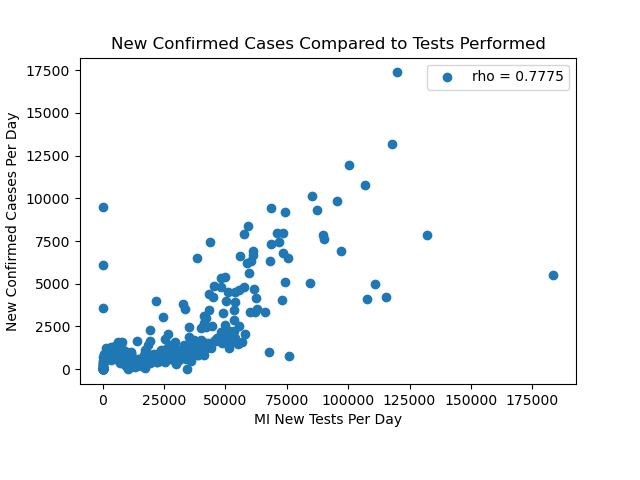 New Confirmed Cases Compared to Tests Performed
rho = 0.7775
New Confirmed Caeses Per Day
17500
15000
12500
10000
7500
5000
2500
0
0 25000 50000 75000 100000 125000 150000 175000
MI New Tests Per Day